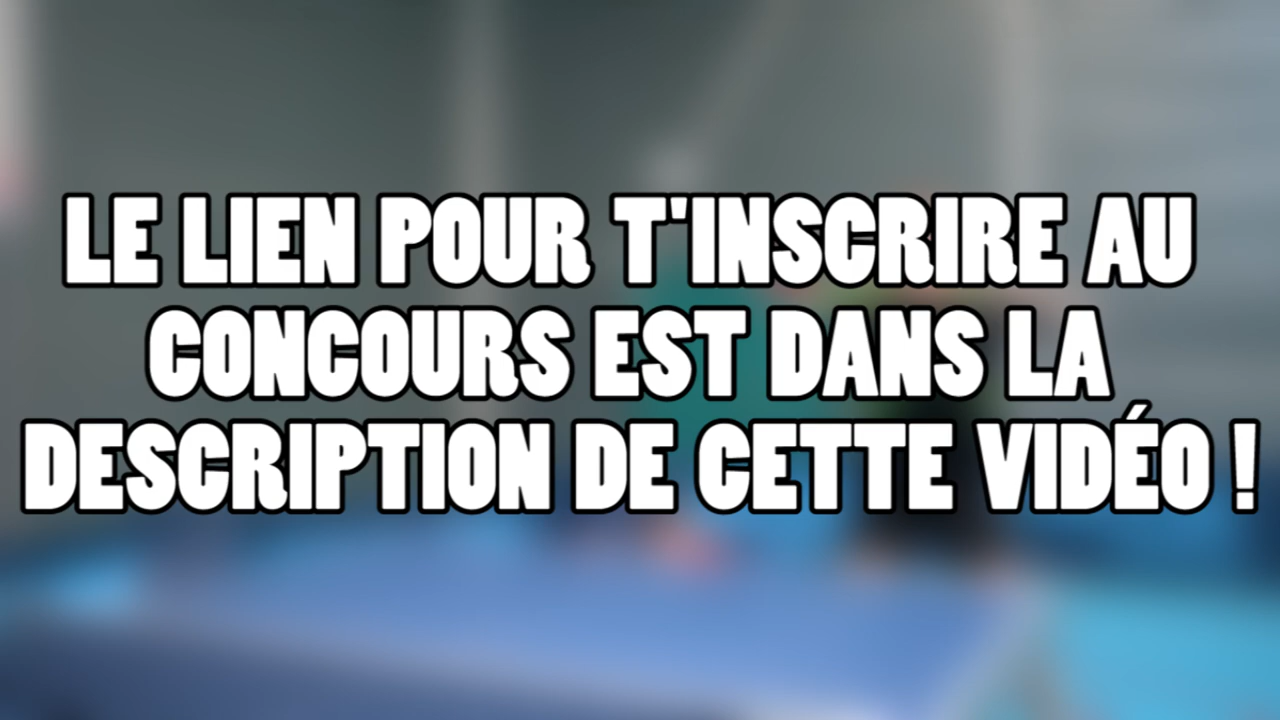 LE LIEN POUR T'INSCRIRE AU
CONCOURS EST DANS LA
DESCRIPTION DE CETTE VIDÉO !